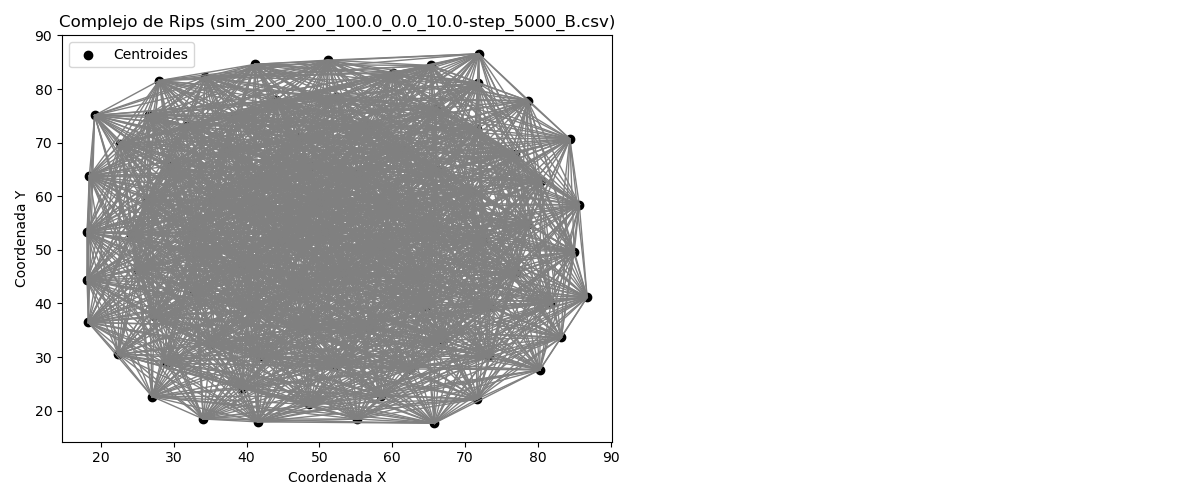 Complejo de Rips (sim_200_200_100.0_0.0_10.0-step_5000_B.csv)
Centroides
90
80
70
60
50
40
30
20
Coordenada Y
20 30 40 50 60 70 80 90
Coordenada X